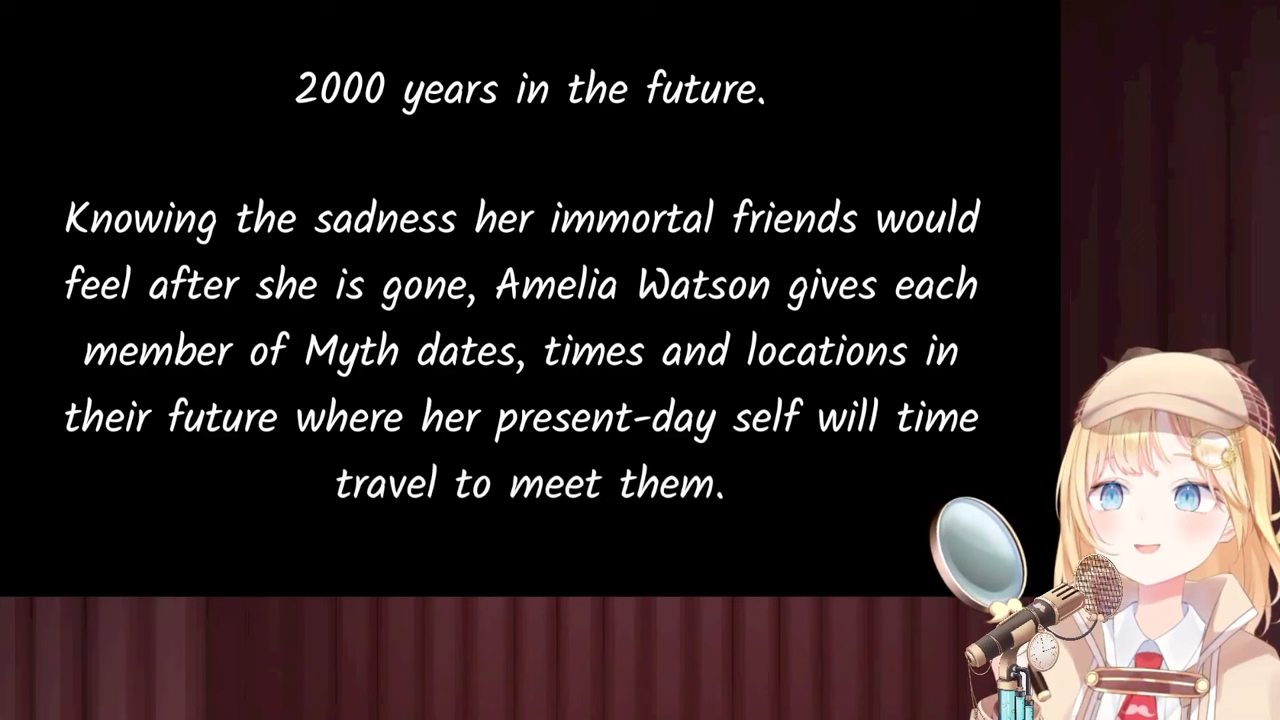 2000 years in the future.
Knowing the sadness her immortal friends would
feel after she is gone, Amelia Watson gives each
member of Myth dates, times and locations in
their future where her present-day self will time
travel to meet them.